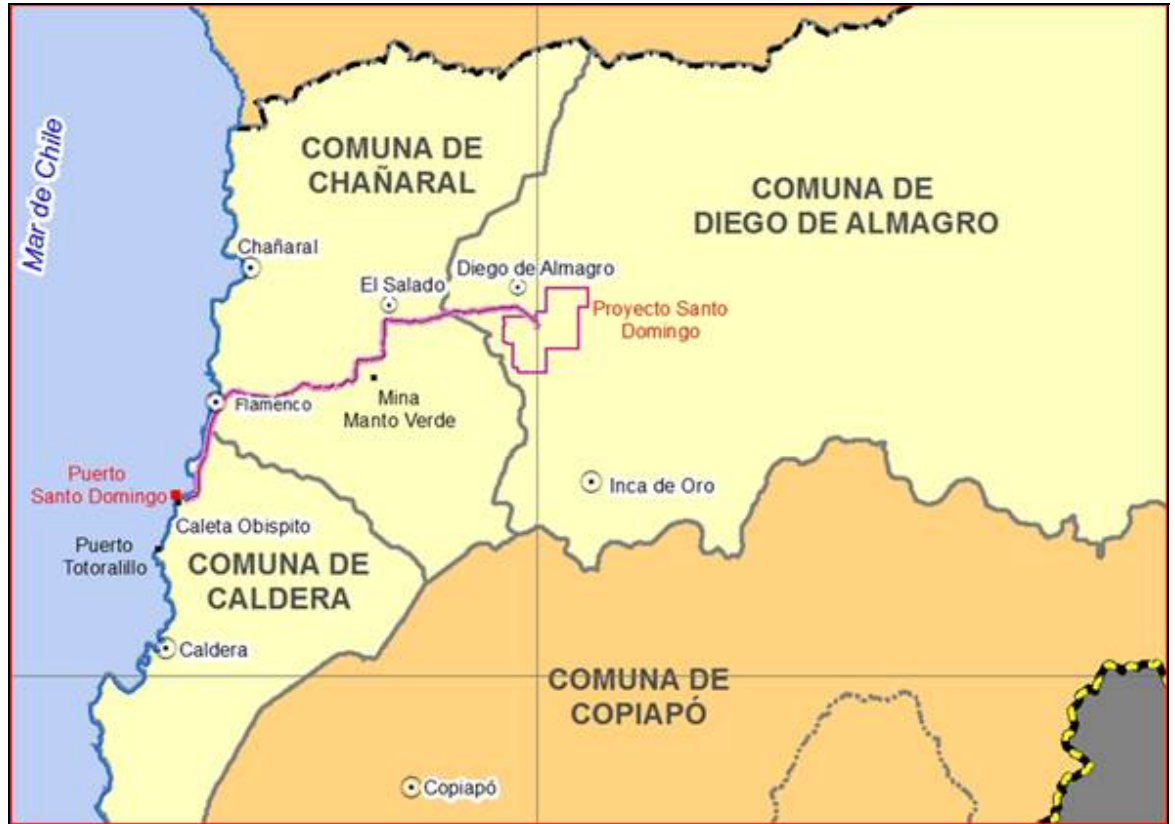 Mar de Chile
COMUNA DE
CHAÑARAL
COMUNA DE
DIEGO DE ALMAGRO
Chañaral
El Salado
Diego de Almagro
Proyecto Santo
Domingo
Flamenco
Mina
Manto Verde
Puerto
Santo Domingo
Caleta Obispito
Inca de Oro
Puerto
Totoralillo
COMUNA DE
CALDERA
Caldera
COMUNA DE
COPIAPÓ
Copiapó